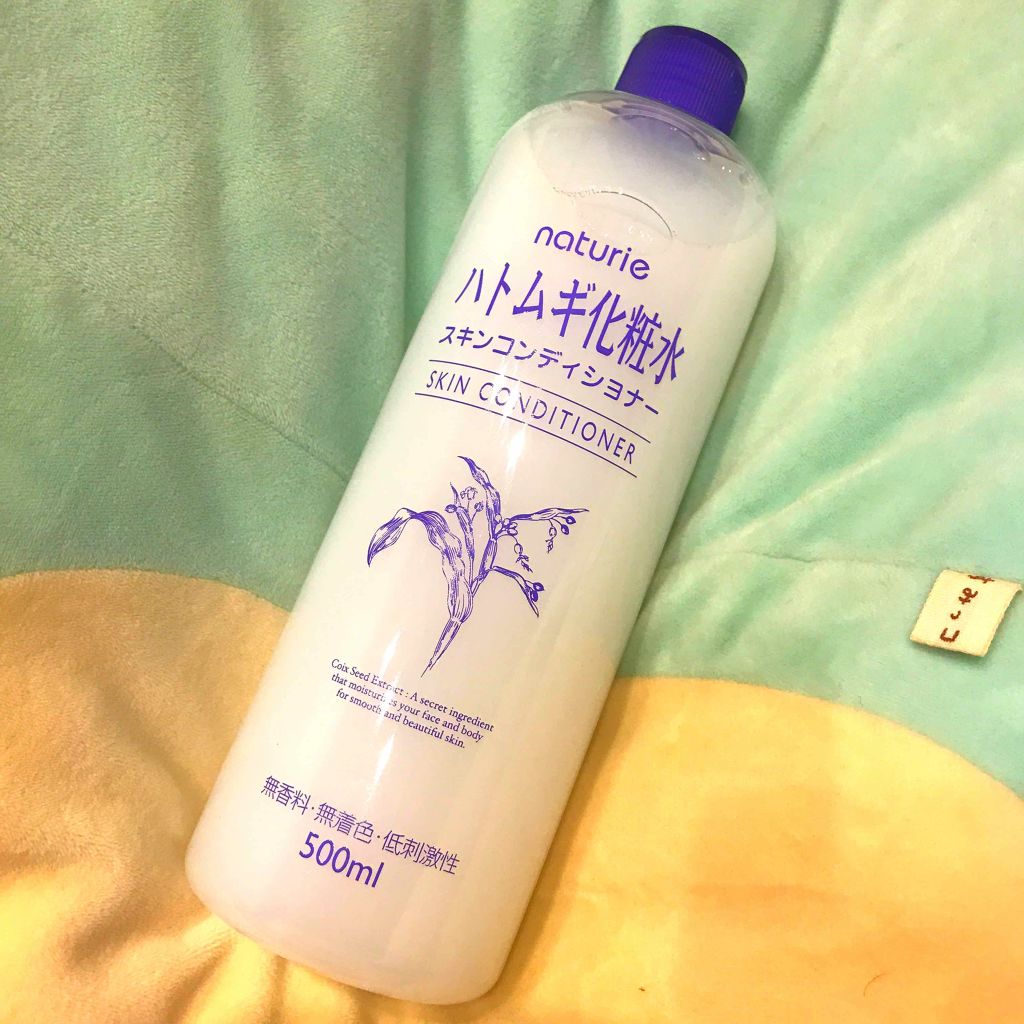 naturie
ハトムギ化粧水
スキンコンディショナー
SKIN CONDITIONER
Coix Seed Extract : A secret ingredient
that moisturizes your face and body
for smooth and beautiful skin.
無香料・無着色・低刺激性
500ml